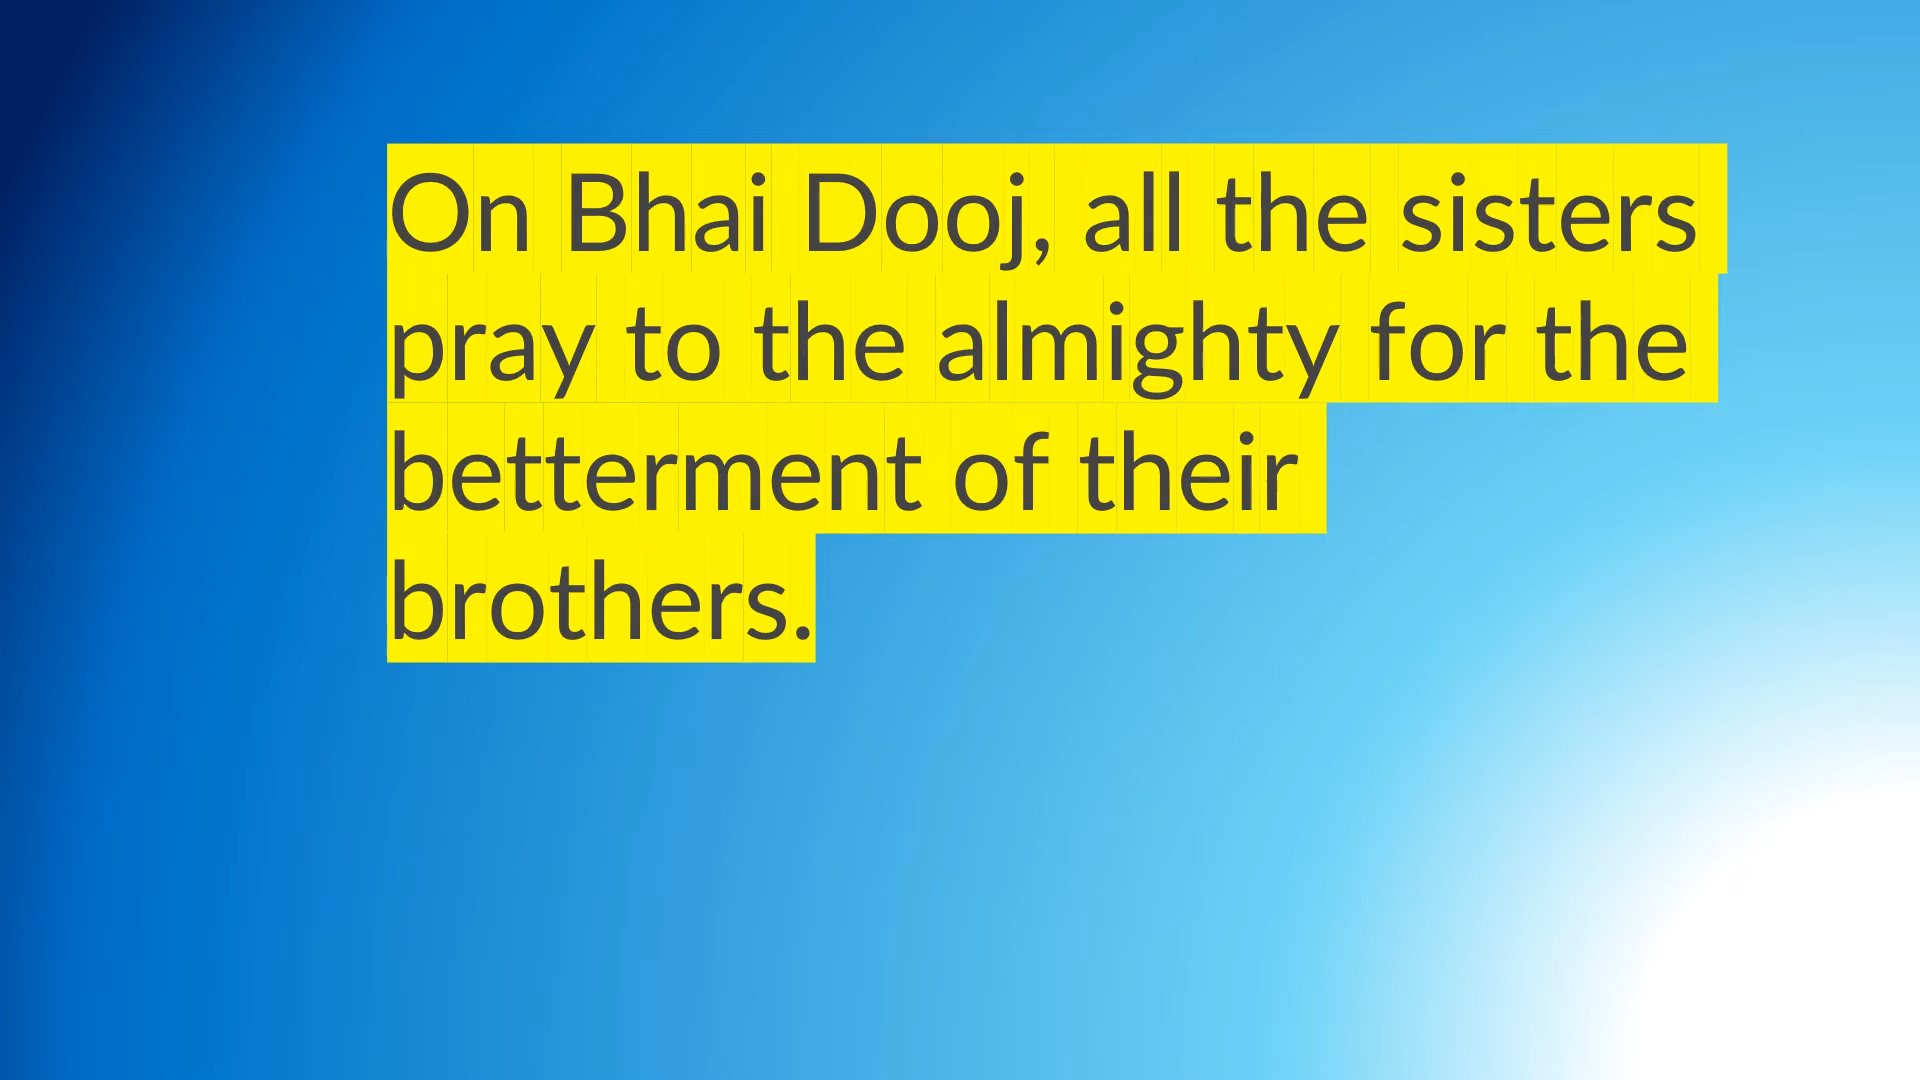 On Bhai Dooj, all the sisters
pray to the almighty for the
betterment of their
brothers.